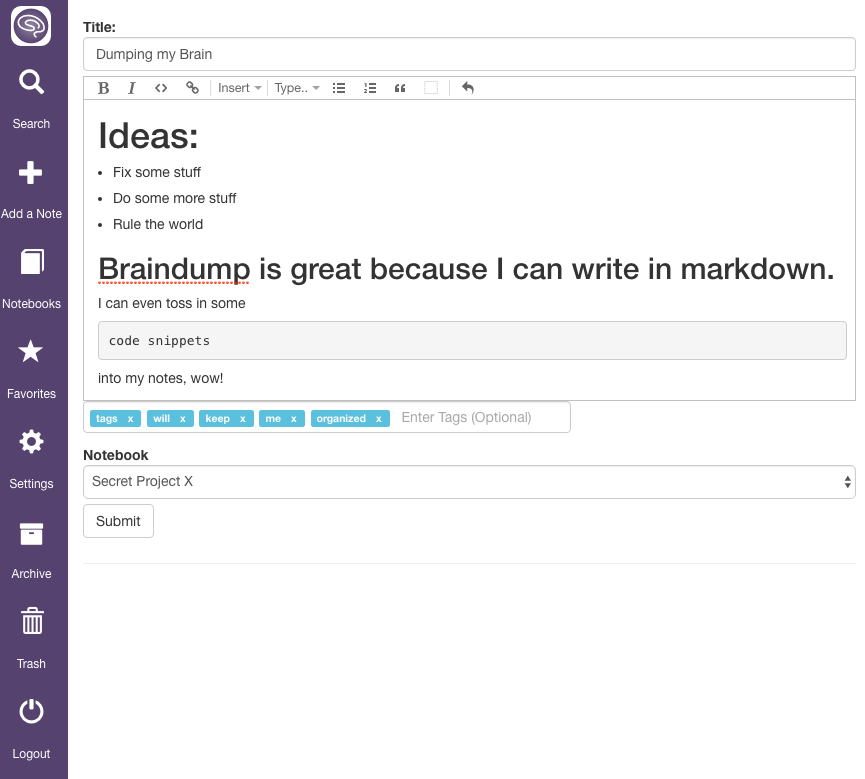 Search
Add a Note
Notebooks
Favorites
Settings
Archive
Trash
Logout
Title:
Dumping my Brain
B I <> Insert Type..
Ideas:
• Fix some stuff
• Do some more stuff
• Rule the world
Braindump is great because I can write in markdown.
I can even toss in some
code snippets
into my notes, wow!
tags x will x keep x me x organized x Enter Tags (Optional)
Notebook
Secret Project X
Submit